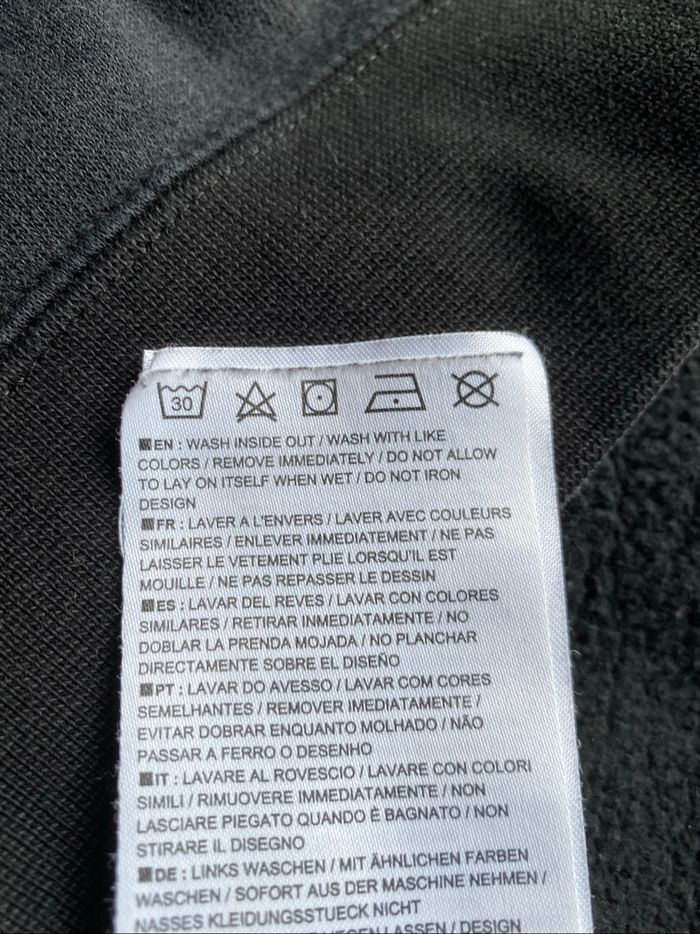 30
EN : WASH INSIDE OUT / WASH WITH LIKE
COLORS / REMOVE IMMEDIATELY / DO NOT ALLOW
TO LAY ON ITSELF WHEN WET / DO NOT IRON
DESIGN
FR : LAVER A L'ENVERS / LAVER AVEC COULEURS
SIMILAIRES / ENLEVER IMMEDIATEMENT / NE PAS
LAISSER LE VETEMENT PLIE LORSQU'IL EST
MOUILLE / NE PAS REPASSER LE DESSIN
ES : LAVAR DEL REVES / LAVAR CON COLORES
SIMILARES / RETIRAR INMEDIATAMENTE / NO
DOBLAR LA PRENDA MOJADA / NO PLANCHAR
DIRECTAMENTE SOBRE EL DISEÑO
PT : LAVAR DO AVESSO / LAVAR COM CORES
SEMELHANTES / REMOVER IMEDIATAMENTE /
EVITAR DOBRAR ENQUANTO MOLHADO / NÃO
PASSAR A FERRO O DESENHO
IT : LAVARE AL ROVESCIO / LAVARE CON COLORI
SIMILI / RIMUOVERE IMMEDIATAMENTE / NON
LASCIARE PIEGATO QUANDO È BAGNATO / NON
STIRARE IL DISEGNO
DE : LINKS WASCHEN / MIT ÄHNLICHEN FARBEN
WASCHEN / SOFORT AUS DER MASCHINE NEHMEN /
NASSES KLEIDUNGSSTUECK NICHT
LASSEN / DESIGN